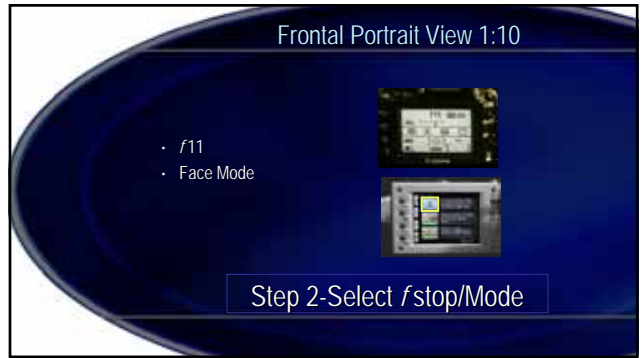 Frontal Portrait View 1:10
• f11
• Face Mode
Step 2-Select f stop/Mode